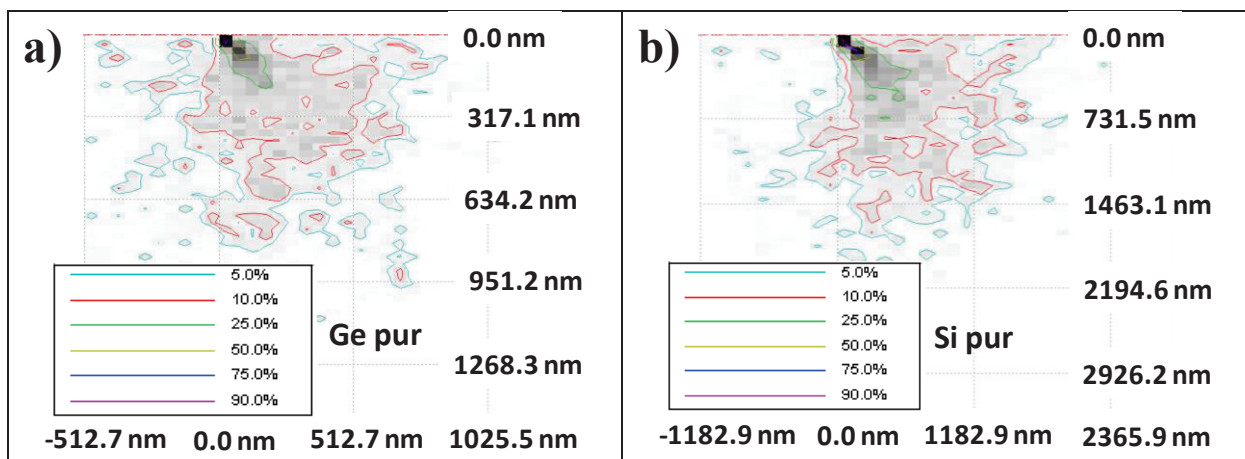 a)
0.0 nm
317.1 nm
634.2 nm
951.2 nm
1268.3 nm
5.0%
10.0%
25.0%
50.0%
75.0%
90.0%
Ge pur
-512.7 nm 0.0 nm 512.7 nm 1025.5 nm
b)
0.0 nm
731.5 nm
1463.1 nm
2194.6 nm
2926.2 nm
5.0%
10.0%
25.0%
50.0%
75.0%
90.0%
Si pur
-1182.9 nm 0.0 nm 1182.9 nm 2365.9 nm